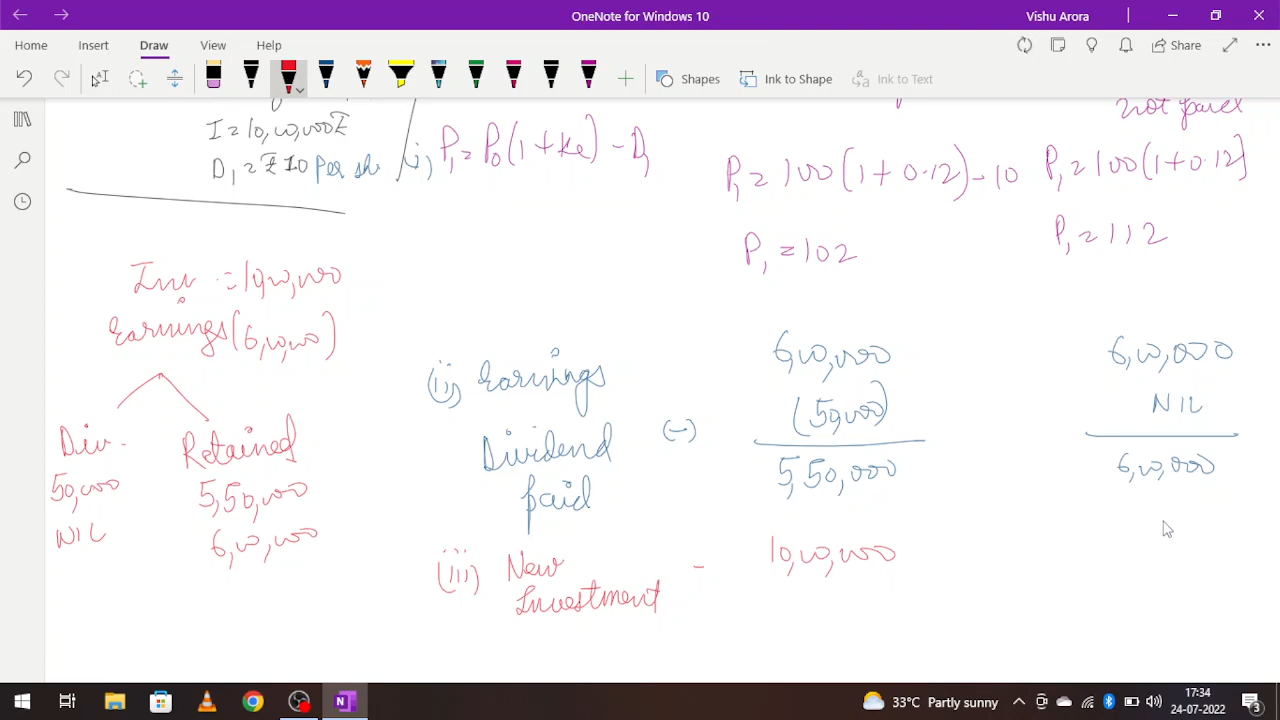 OneNote for Windows 10
Vishu Arora
Home Insert Draw View Help
Share
Shapes
Ink to Shape
Ink to Text
I = 10,00,000₹
D₁ = ₹10 Per sh
(i) P₁ = P₀(1 + Ke) - D₁
P₁ = 100(1 + 0.12) - 10
P₁ = 102
not paid
P₁ = 100(1 + 0.12)
P₁ = 112
Inv = 10,00,000
Earnings (6,00,000)
Div. Retained
50,000 5,50,000
NIL 6,00,000
(ii) Earnings 6,00,000 6,00,000
Dividend paid (-) (50,000) NIL
5,50,000 6,00,000
(iii) New Investment - 10,00,000
33°C Partly sunny
17:34
24-07-2022
3